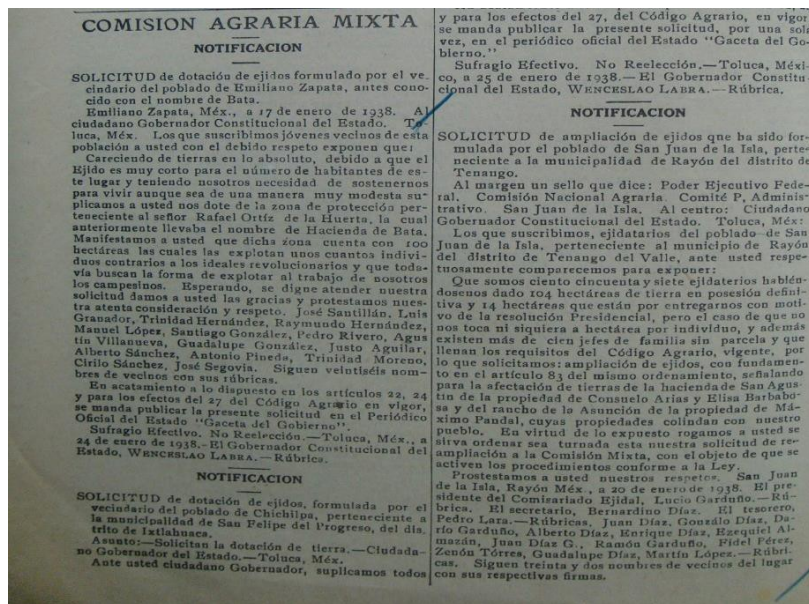 COMISION AGRARIA MIXTA
NOTIFICACION
SOLICITUD de dotación de ejidos formulado por el ve-
cindario del poblado de Emiliano Zapata, antes cono-
cido con el nombre de Bata.
Emiliano Zapata, Méx., a 17 de enero de 1938. Al
ciudadano Gobernador Constitucional del Estado. To-
luca, Méx. Los que suscribimos jóvenes vecinos de esta
población a usted con el debido respeto exponen que:
Careciendo de tierras en lo absoluto, debido a que el
Ejido es muy corto para el número de habitantes de es-
te lugar y teniendo nosotros necesidad de sostenernos
para vivir aunque sea de una manera muy modesta su-
plicamos a usted nos dote de la zona de protección per-
teneciente al señor Rafael Ortíz de la Huerta, la cual
anteriormente llevaba el nombre de Hacienda de Bata.
Manifestamos a usted que dicha zona cuenta con 100
hectáreas las cuales las explotan unos cuantos indivi-
duos contrarios a los ideales revolucionarios y que toda-
vía buscan la forma de explotar al trabajo de nosotros
los campesinos. Esperando, se digne atender nuestra
solicitud damos a usted las gracias y protestamos nues-
tra atenta consideración y respeto. José Santillán, Luis
Granador, Trinidad Hernández, Raymundo Hernández,
Manuel López, Santiago González, Pedro Rivero, Agus
tín Villanueva, Guadalupe González, Justo Aguilar,
Alberto Sánchez, Antonio Pineda, Trinidad Moreno,
Cirilo Sánchez, José Segovia. Siguen veintiséis nom-
bres de vecinos con sus rúbricas.
En acatamiento a lo dispuesto en los artículos 22, 24
y para los efectos del 27 del Código Agrario en vigor,
se manda publicar la presente solicitud en el Periódico
Oficial del Estado "Gaceta del Gobierno".
Sufragio Efectivo. No Reelección.—Toluca, Méx., a
24 de enero de 1938.-El Gobernador Constitucional del
Estado, WENCESLAO LABRA.—Rúbrica.
NOTIFICACION
SOLICITUD de dotación de ejidos, formulada por el
vecindario del poblado de Chichilpa, perteneciente a
la municipalidad de San Felipe del Progreso, del dis-
trito de Ixtlahuaca.
Asunto:—Solicitan la dotación de tierra.—Ciudada-
no Gobernador del Estado.—Toluca, Méx.
Ante usted ciudadano Gobernador, suplicamos todos
y para los efectos del 27, del Código Agrario, en vigor,
se manda publicar la presente solicitud, por una sola
vez, en el periódico oficial del Estado "Gaceta del Go-
bierno."
Sufragio Efectivo. No Reelección.—Toluca, Méxi-
co, a 25 de enero de 1938.—El Gobernador Constitu-
cional del Estado, WENCESLAO LABRA.—Rúbrica.
NOTIFICACION
SOLICITUD de ampliación de ejidos que ha sido for-
mulada por el poblado de San Juan de la Isla, perte-
neciente a la municipalidad de Rayón del distrito de
Tenango.
Al margen un sello que dice: Poder Ejecutivo Fede-
ral. Comisión Nacional Agraria. Comité P, Adminis-
trativo. San Juan de la Isla. Al centro: Ciudadano
Gobernador Constitucional del Estado. Toluca, Méx:
Los que suscribimos, ejidatarios del poblado de San
Juan de la Isla, perteneciente al municipio de Rayón
del distrito de Tenango del Valle, ante usted respe-
tuosamente comparecemos para exponer:
Que somos ciento cincuenta y siete ejidaterios hablén-
dosenos dado 104 hectáreas de tierra en posesión defini-
tiva y 14 hectáreas que están por entregarnos con moti-
vo de la resolución Presidencial, pero el caso de que no
nos toca ni siquiera a hectárea por individuo, y además
existen más de cien jefes de familia sin parcela y que
llenan los requisitos del Código Agrario, vigente, por
lo que solicitamos: ampliación de ejidos, con fundamen-
to en el artículo 83 del mismo ordenamiento, señalando
para la afectación de tierras de la hacienda de San Agus-
tín de la propiedad de Consuelo Arias y Elisa Barbabo-
sa y del rancho de la Asunción de la propiedad de Má-
ximo Pandal, cuyas propiedades colindan con nuestro
pueblo. En virtud de lo expuesto rogamos a usted se
sirva ordenar sea turnada esta nuestra solicitud de re-
ampliación a la Comisión Mixta, con el objeto de que se
activen los procedimientos conforme a la Ley.
Prostestamos a usted nuestros respetos. San Juan
de la Isla, Rayón Méx., a 20 de enero de 1938. El pre-
sidente del Comisariado Ejidal, Lucio Garduño.—Rú-
brica. El secretario, Bernardino Díaz. El tesorero,
Pedro Lara.—Rúbricas, Juan Díaz, Gonzálo Díaz, Da-
río Garduño, Alberto Díaz, Enrique Díaz, Ezequiel Al-
mazán, Juan Díaz G., Ramón Garduño, Fidel Férez,
Zenón Tórres, Guadalupe Díaz, Martín López.—Rúbri-
cas. Siguen treinta y dos nombres de vecinos del lugar
con sus respectivas firmas.